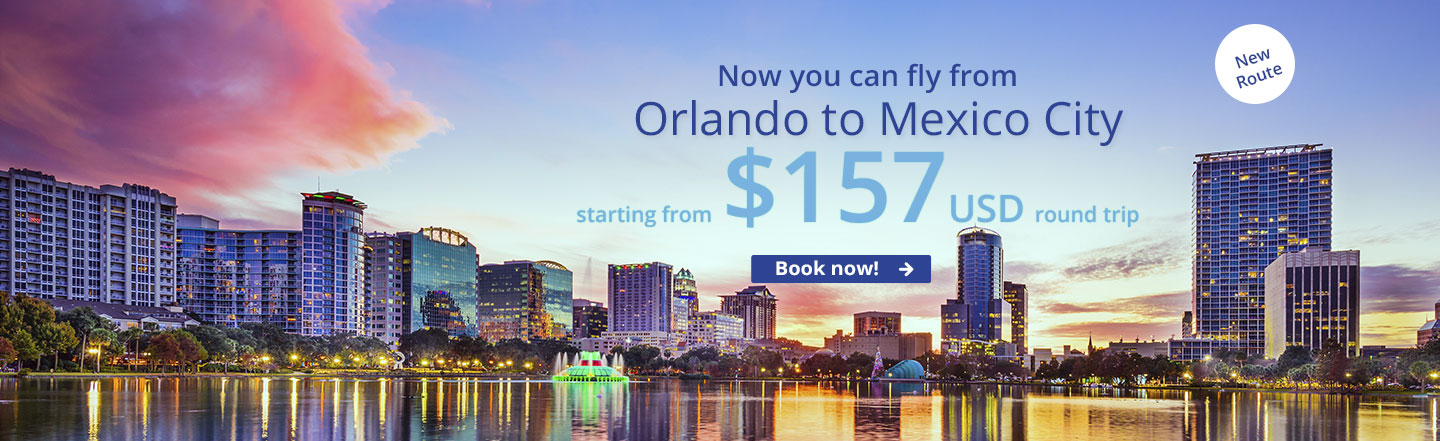 Now you can fly from
Orlando to Mexico City
starting from $157 USD round trip
Book now!
New
Route